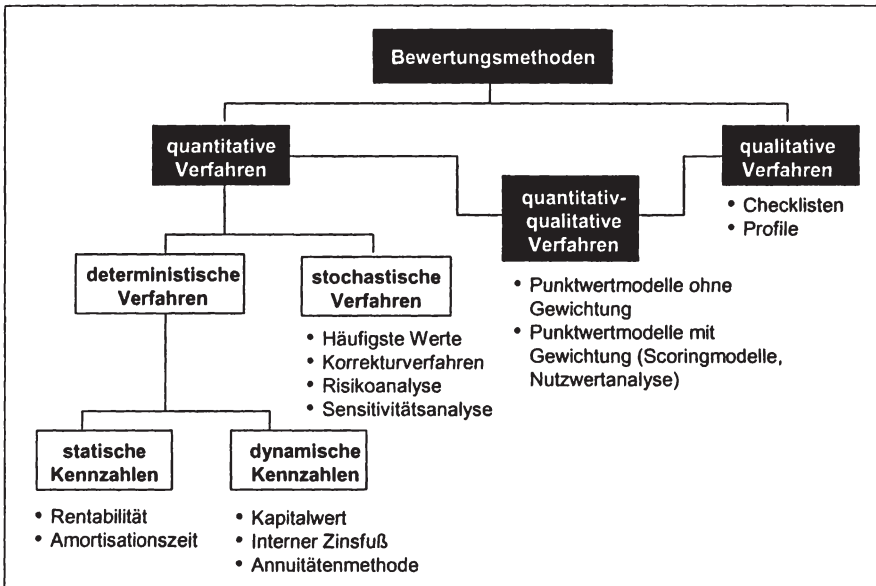 Bewertungsmethoden
quantitative
Verfahren
qualitative
Verfahren
• Checklisten
• Profile
quantitativ-
qualitative
Verfahren
• Punktwertmodelle ohne
Gewichtung
• Punktwertmodelle mit
Gewichtung (Scoringmodelle,
Nutzwertanalyse)
deterministische
Verfahren
stochastische
Verfahren
• Häufigste Werte
• Korrekturverfahren
• Risikoanalyse
• Sensitivitätsanalyse
statische
Kennzahlen
• Rentabilität
• Amortisationszeit
dynamische
Kennzahlen
• Kapitalwert
• Interner Zinsfuß
• Annuitätenmethode